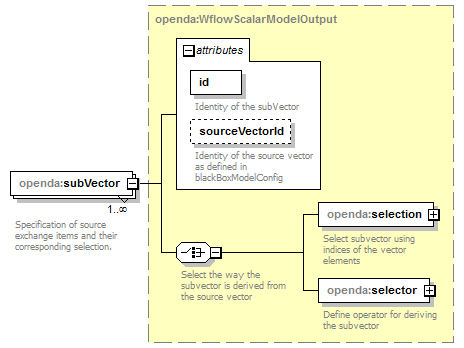 openda:WflowScalarModelOutput
attributes
id
Identity of the subVector
sourceVectorId
Identity of the source vector
as defined in
blackBoxModelConfig
openda:subVector
1..∞
Specification of source
exchange items and their
corresponding selection.
Select the way the
subvector is derived from
the source vector
openda:selection
Select subvector using
indices of the vector
elements
openda:selector
Define operator for deriving
the subvector